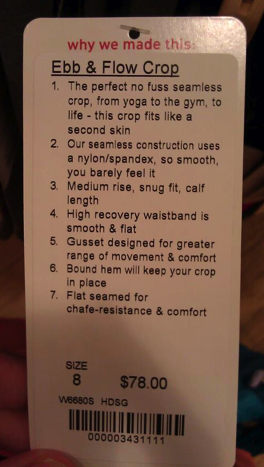 why we made this:
Ebb & Flow Crop
1. The perfect no fuss seamless
crop, from yoga to the gym, to
life - this crop fits like a
second skin
2. Our seamless construction uses
a nylon/spandex, so smooth,
you barely feel it
3. Medium rise, snug fit, calf
length
4. High recovery waistband is
smooth & flat
5. Gusset designed for greater
range of movement & comfort
6. Bound hem will keep your crop
in place
7. Flat seamed for
chafe-resistance & comfort
SIZE
8 $78.00
W6680S HDSG
000003431111